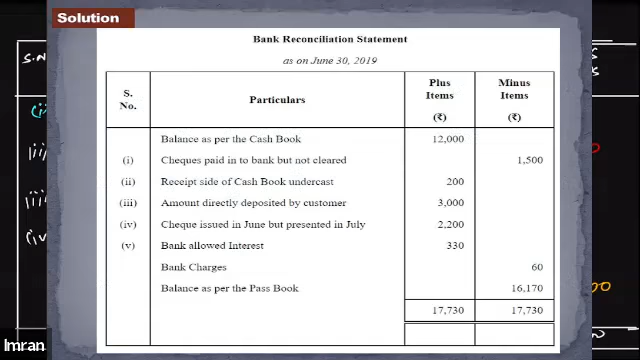 Solution
Bank Reconciliation Statement
as on June 30, 2019
S. No. Particulars Plus Items (₹) Minus Items (₹)
Balance as per the Cash Book 12,000
(i) Cheques paid in to bank but not cleared 1,500
(ii) Receipt side of Cash Book undercast 200
(iii) Amount directly deposited by customer 3,000
(iv) Cheque issued in June but presented in July 2,200
(v) Bank allowed Interest 330
Bank Charges 60
Balance as per the Pass Book 16,170
17,730 17,730
S.N
(i)
(ii)
(iii)
(iv)
Imran